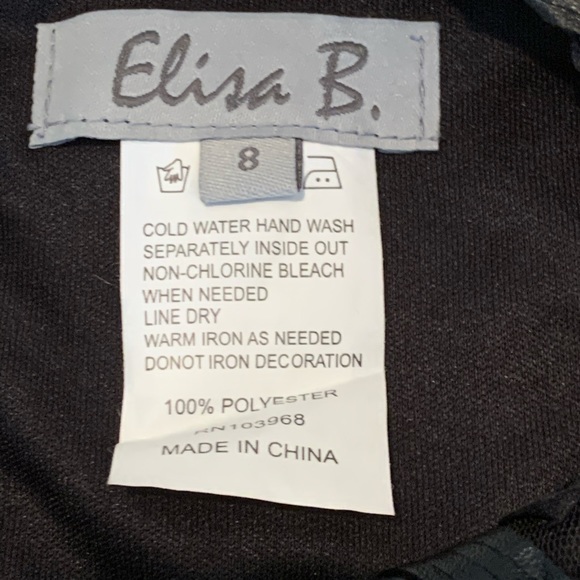 Elisa B.
8
COLD WATER HAND WASH
SEPARATELY INSIDE OUT
NON-CHLORINE BLEACH
WHEN NEEDED
LINE DRY
WARM IRON AS NEEDED
DONOT IRON DECORATION
100% POLYESTER
RN103968
MADE IN CHINA